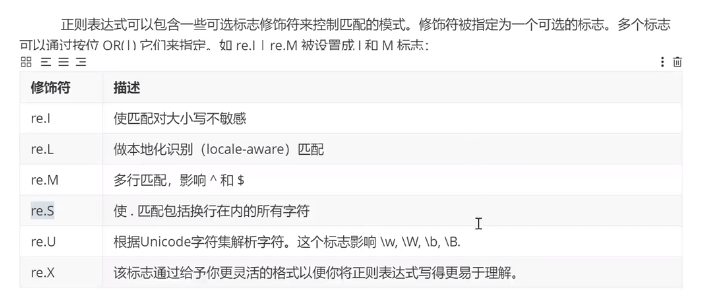 正则表达式可以包含一些可选标志修饰符来控制匹配的模式。修饰符被指定为一个可选的标志。多个标志
可以通过按位 OR(|) 它们来指定。如 re.I | re.M 被设置成 I 和 M 标志：
修饰符 描述
re.I 使匹配对大小写不敏感
re.L 做本地化识别（locale-aware）匹配
re.M 多行匹配，影响 ^ 和 $
re.S 使 . 匹配包括换行在内的所有字符
re.U 根据Unicode字符集解析字符。这个标志影响 \w, \W, \b, \B.
re.X 该标志通过给予你更灵活的格式以便你将正则表达式写得更易于理解。